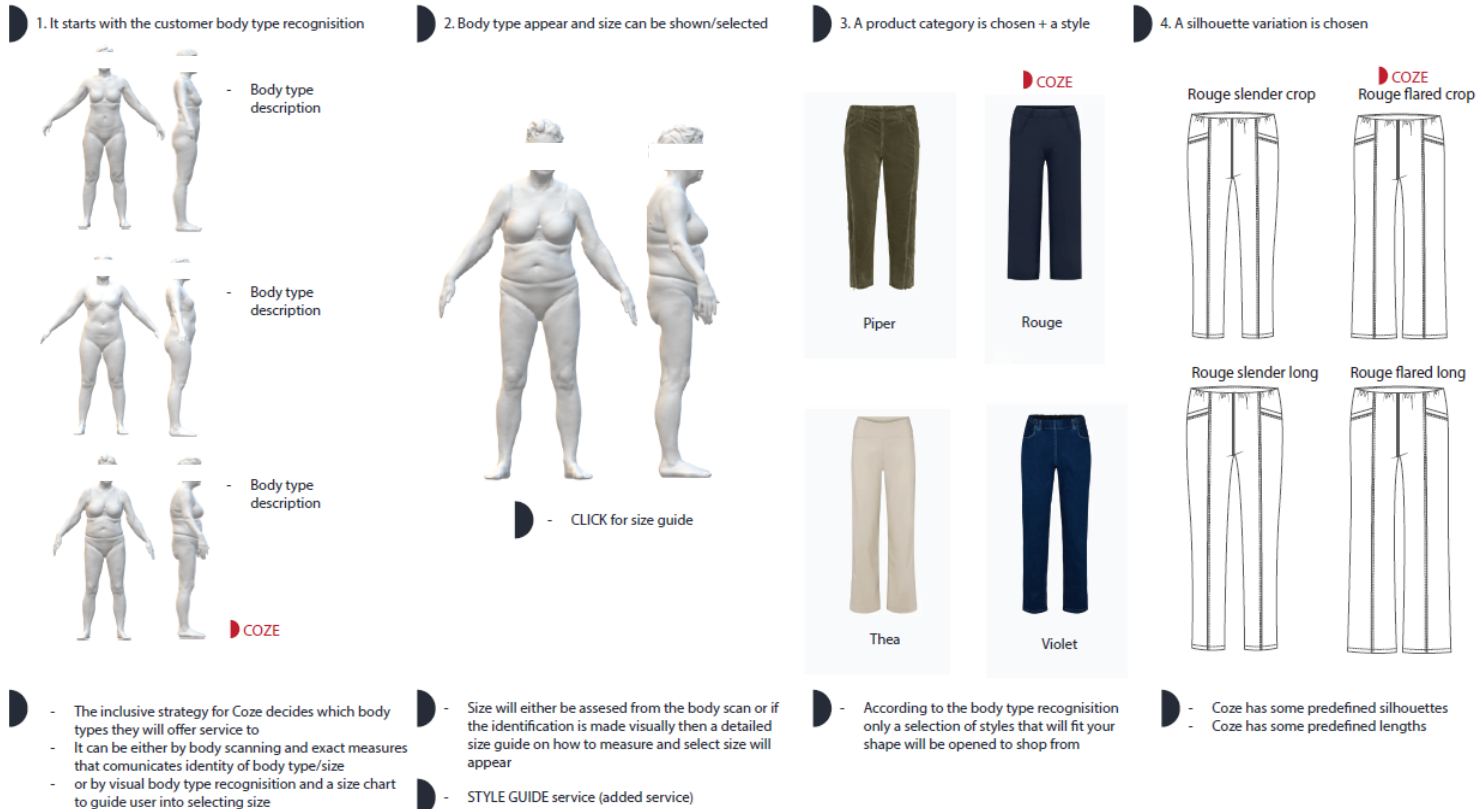 1. It starts with the customer body type recognisition
- Body type
description
- Body type
description
- Body type
description
COZE
- The inclusive strategy for Coze decides which body
types they will offer service to
- It can be either by body scanning and exact measures
that comunicates identity of body type/size
- or by visual body type recognisition and a size chart
to guide user into selecting size
2. Body type appear and size can be shown/selected
- CLICK for size guide
- Size will either be assesed from the body scan or if
the identification is made visually then a detailed
size guide on how to measure and select size will
appear
- STYLE GUIDE service (added service)
3. A product category is chosen + a style
COZE
Piper
Rouge
Thea
Violet
- According to the body type recognisition
only a selection of styles that will fit your
shape will be opened to shop from
4. A silhouette variation is chosen
COZE
Rouge slender crop
Rouge flared crop
Rouge slender long
Rouge flared long
- Coze has some predefined silhouettes
- Coze has some predefined lengths